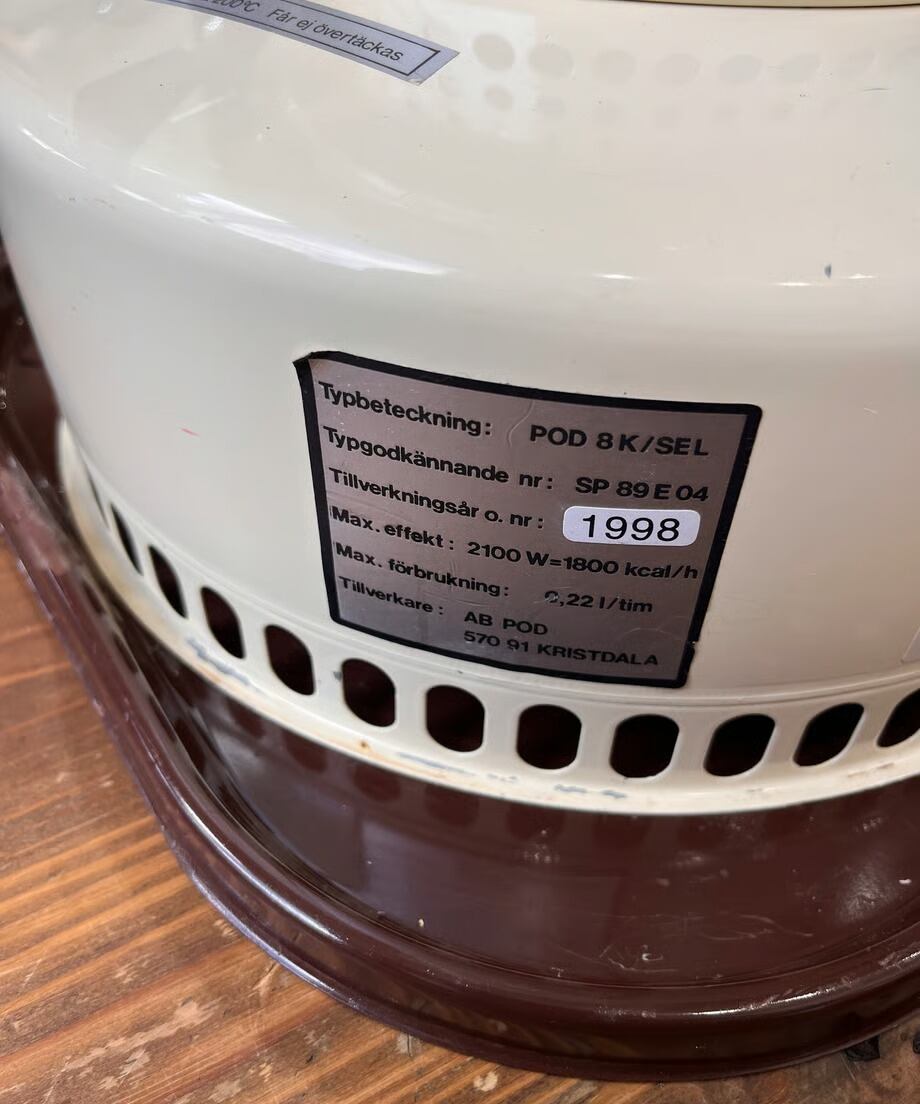 200°C Får ej övertäckas
Typbeteckning: POD 8 K/SEL
Typgodkännande nr: SP 89 E 04
Tillverkningsår o. nr: 1998
Max. effekt: 2100 W=1800 kcal/h
Max. förbrukning: 0,22 l/tim
Tillverkare: AB POD
570 91 KRISTDALA